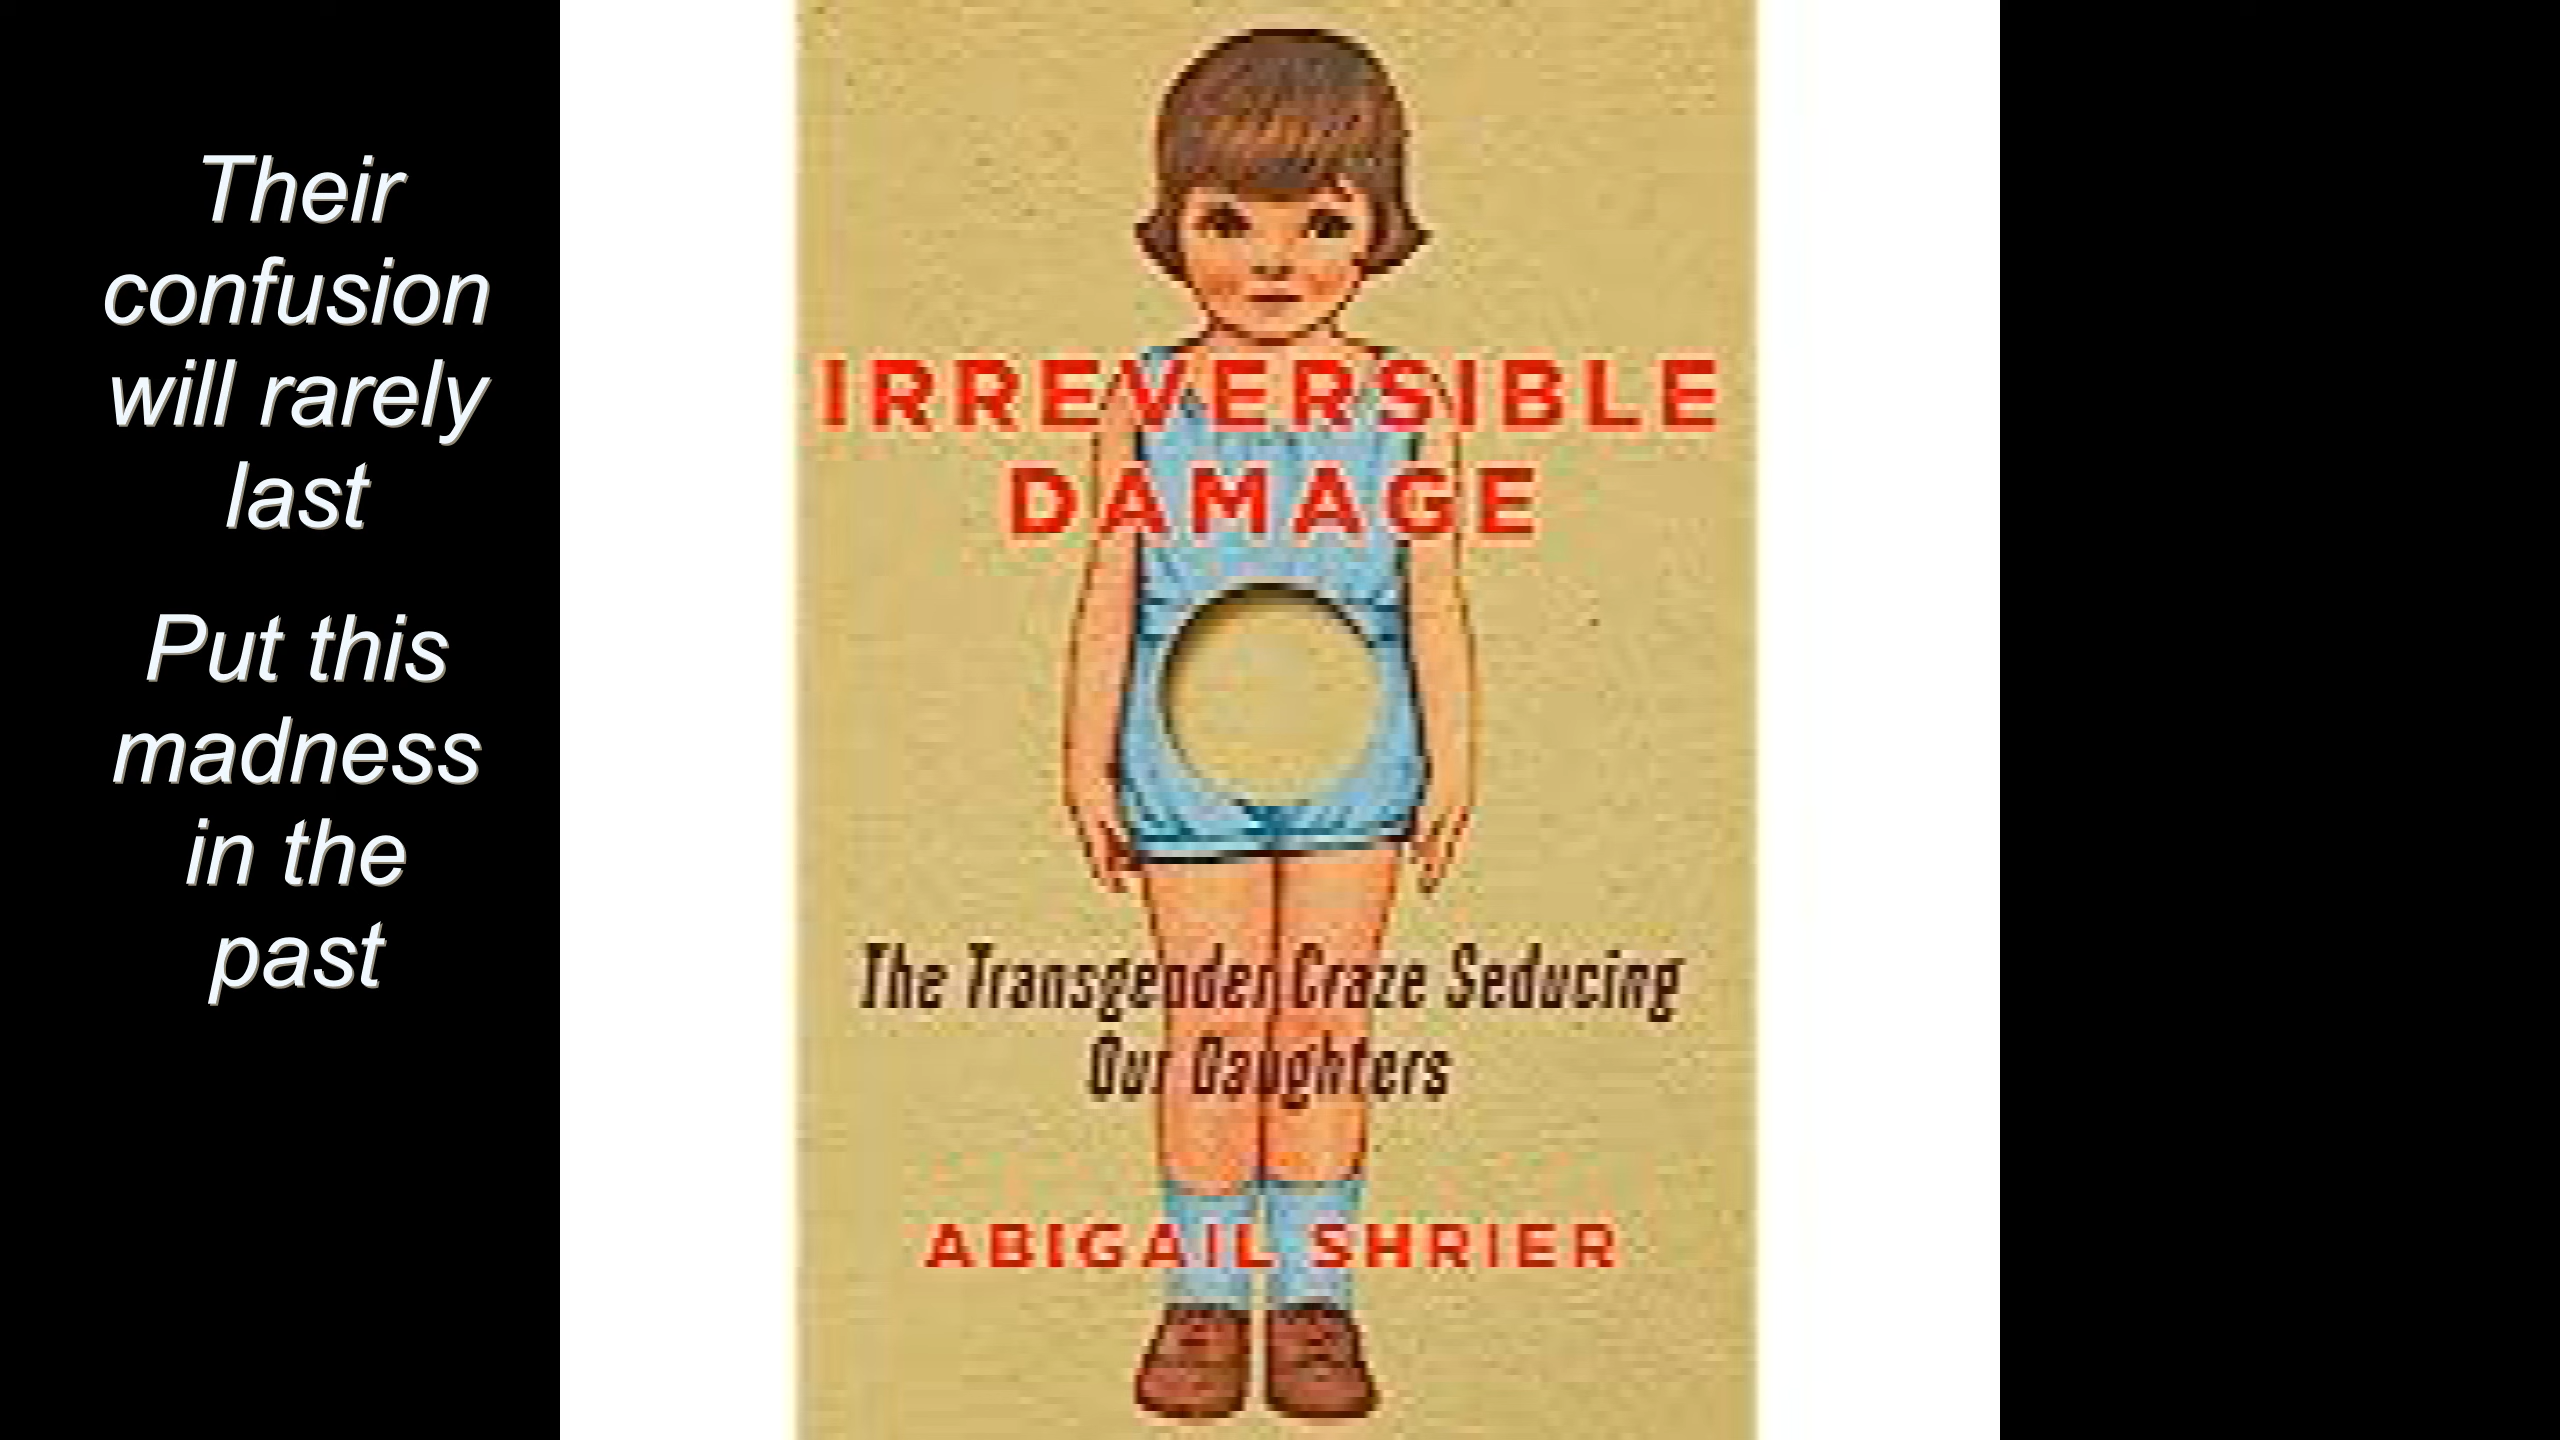 Their
confusion
will rarely
last
Put this
madness
in the
past
IRREVERSIBLE
DAMAGE
The Transgender Craze Seducing
Our Daughters
ABIGAIL SHRIER